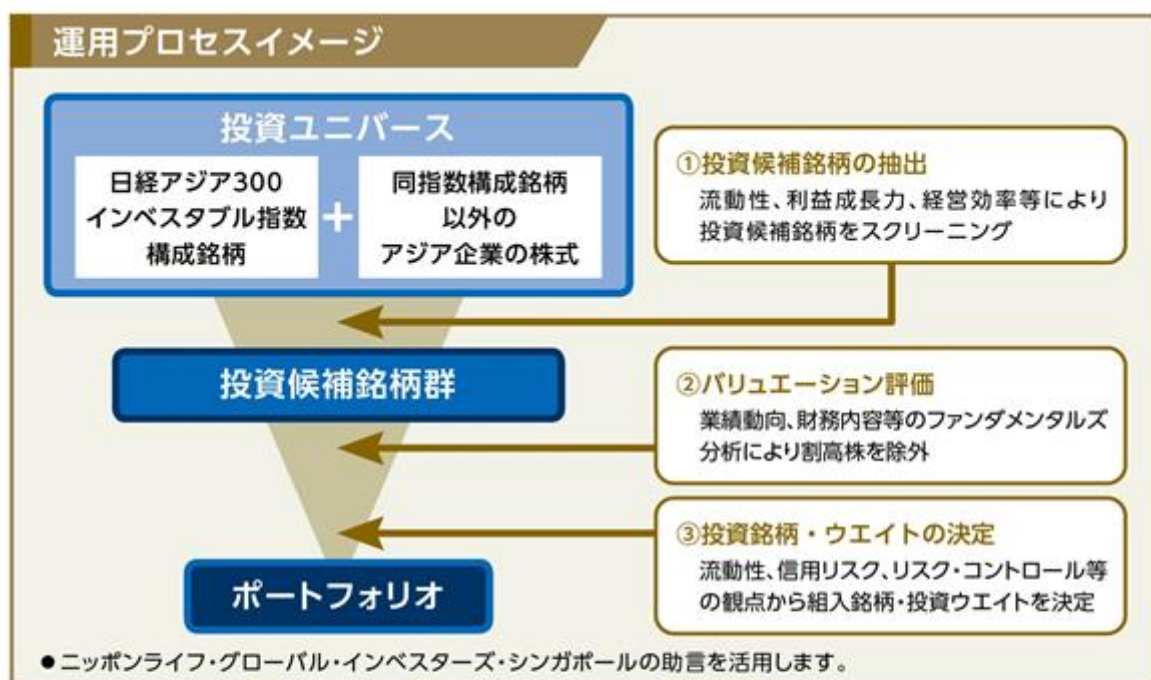 運用プロセスイメージ
投資ユニバース
日経アジア300
インベスタブル指数
構成銘柄
+
同指数構成銘柄
以外の
アジア企業の株式
①投資候補銘柄の抽出
流動性、利益成長力、経営効率等により
投資候補銘柄をスクリーニング
投資候補銘柄群
②バリュエーション評価
業績動向、財務内容等のファンダメンタルズ
分析により割高株を除外
③投資銘柄・ウエイトの決定
流動性、信用リスク、リスク・コントロール等
の観点から組入銘柄・投資ウエイトを決定
ポートフォリオ
●ニッポンライフ・グローバル・インベスターズ・シンガポールの助言を活用します。